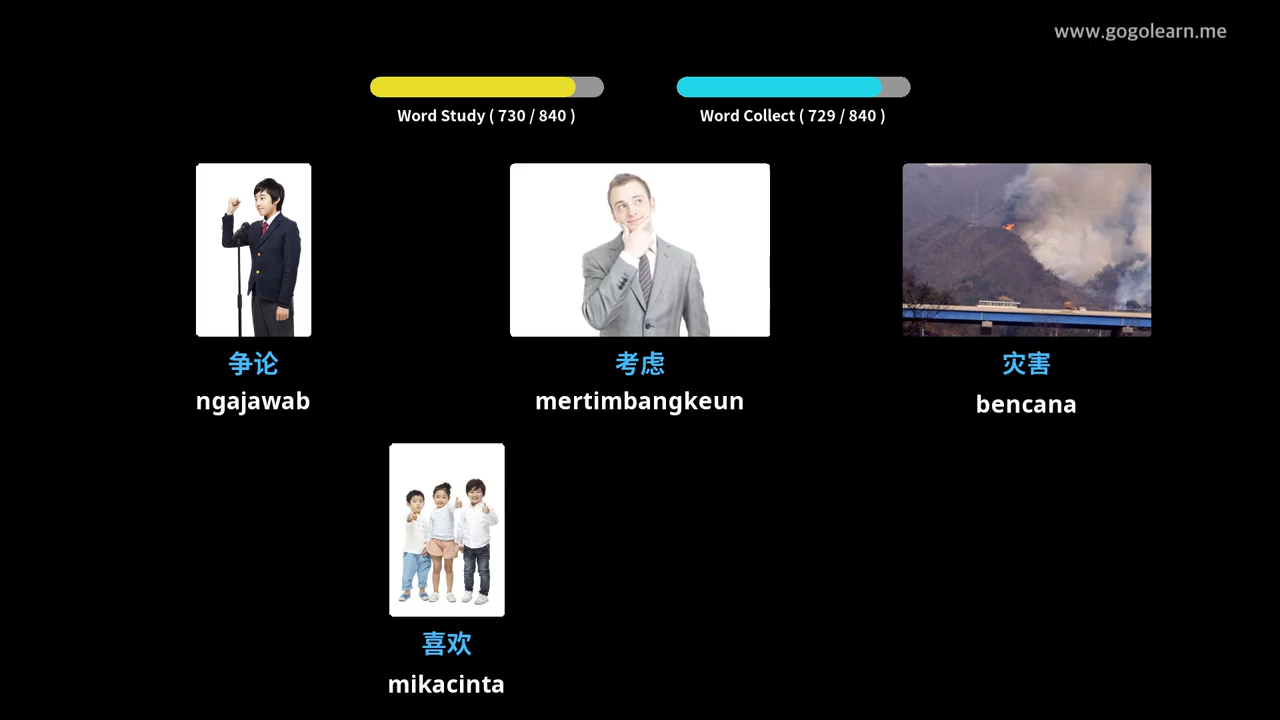 www.gogolearn.me
Word Study ( 730 / 840 )
Word Collect ( 729 / 840 )
争论
ngajawab
考虑
mertimbangkeun
灾害
bencana
喜欢
mikacinta